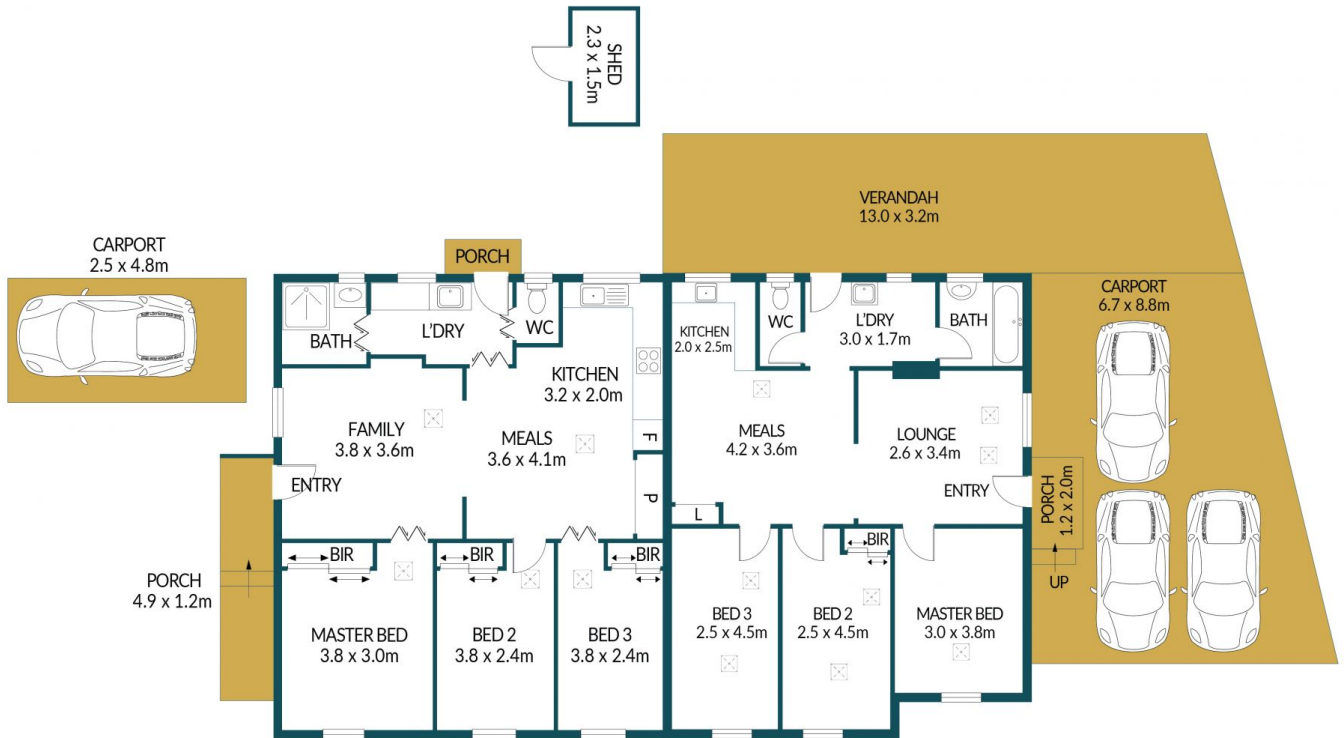 SHED
2.3 x 1.5m
VERANDAH
13.0 x 3.2m
CARPORT
2.5 x 4.8m
PORCH
CARPORT
6.7 x 8.8m
BATH
L'DRY
WC
KITCHEN
3.2 x 2.0m
KITCHEN
2.0 x 2.5m
WC
L'DRY
3.0 x 1.7m
BATH
FAMILY
3.8 x 3.6m
MEALS
3.6 x 4.1m
F
P
MEALS
4.2 x 3.6m
LOUNGE
2.6 x 3.4m
ENTRY
ENTRY
PORCH
1.2 x 2.0m
L
BIR
BIR
BIR
BIR
UP
PORCH
4.9 x 1.2m
MASTER BED
3.8 x 3.0m
BED 2
3.8 x 2.4m
BED 3
3.8 x 2.4m
BED 3
2.5 x 4.5m
BED 2
2.5 x 4.5m
MASTER BED
3.0 x 3.8m